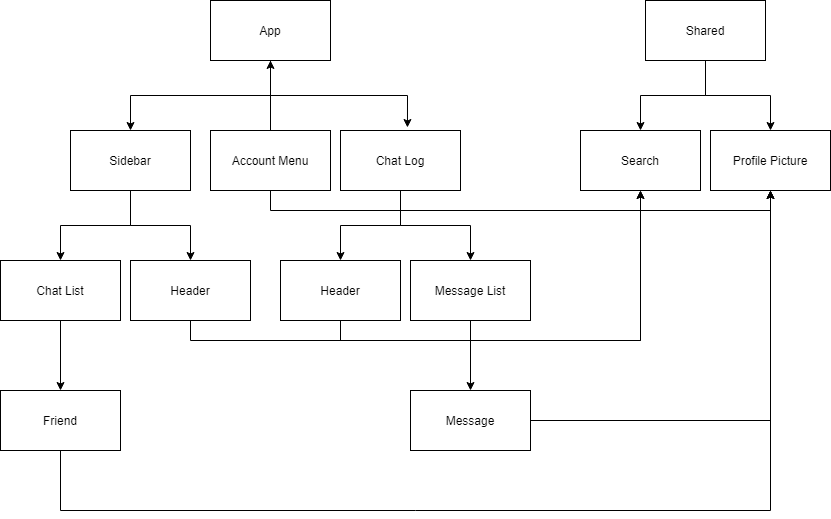 App
Shared
Sidebar
Account Menu
Chat Log
Search
Profile Picture
Chat List
Header
Header
Message List
Friend
Message